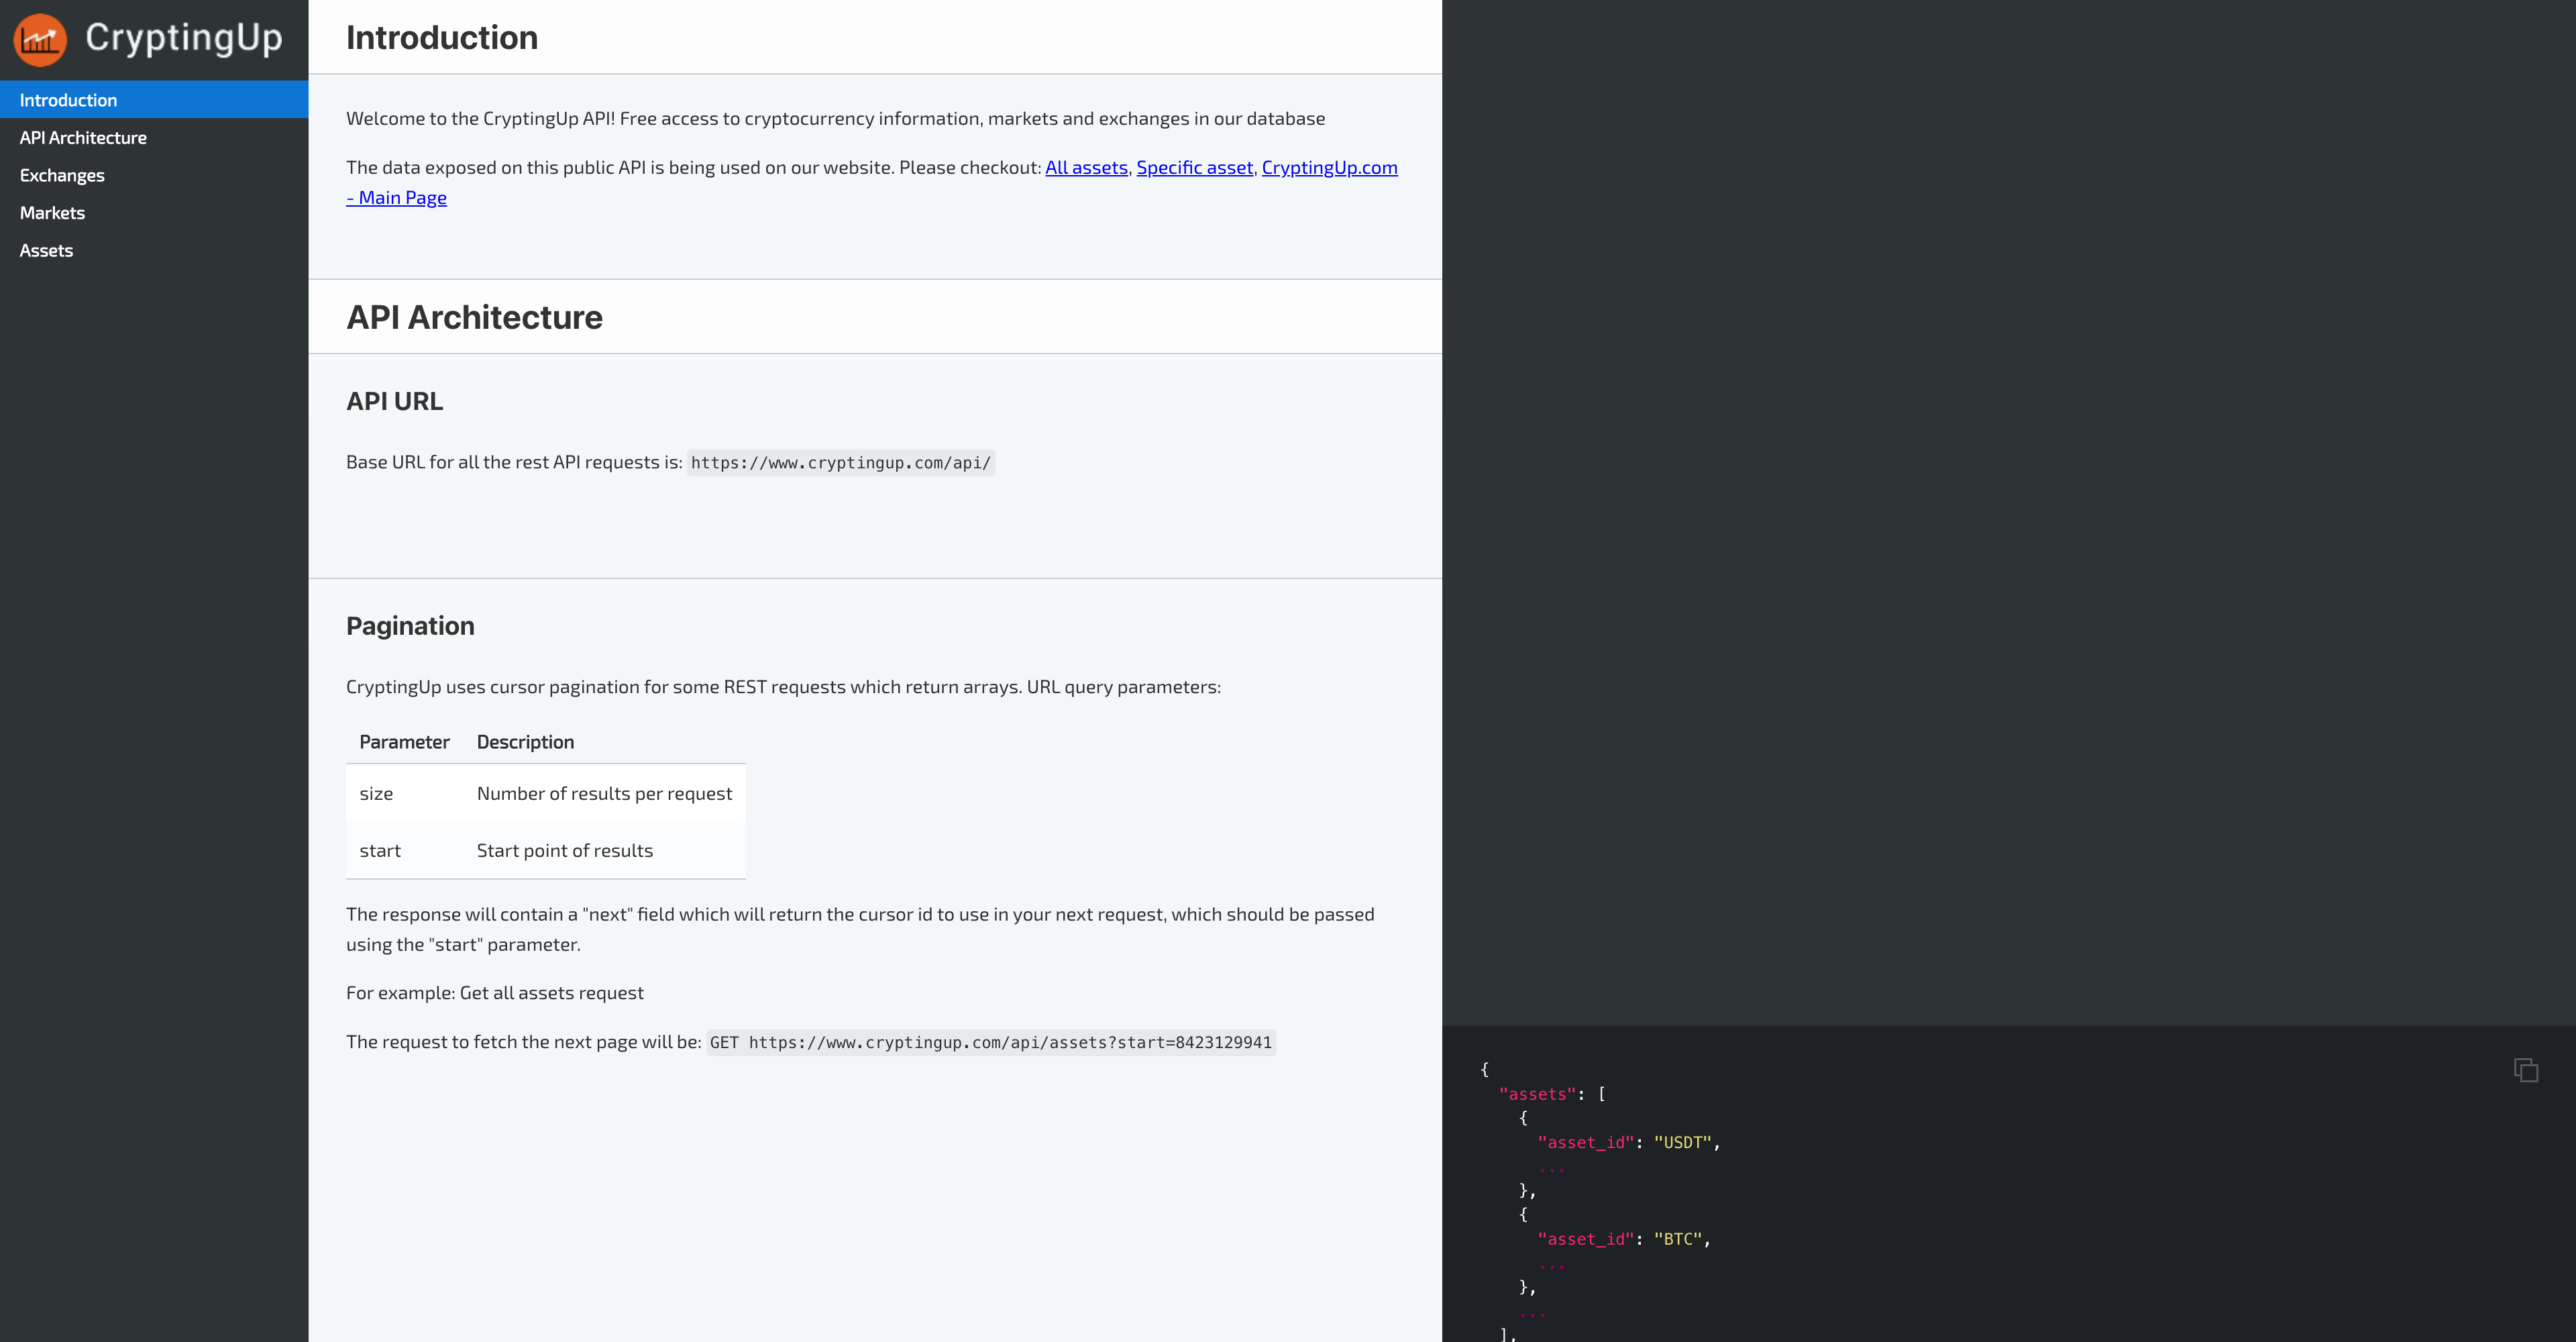 CryptingUp
Introduction
API Architecture
Exchanges
Markets
Assets
Introduction
Welcome to the CryptingUp API! Free access to cryptocurrency information, markets and exchanges in our database
The data exposed on this public API is being used on our website. Please checkout: All assets, Specific asset, CryptingUp.com
- Main Page
API Architecture
API URL
Base URL for all the rest API requests is: https://www.cryptingup.com/api/
Pagination
CryptingUp uses cursor pagination for some REST requests which return arrays. URL query parameters:
Parameter Description
size Number of results per request
start Start point of results
The response will contain a "next" field which will return the cursor id to use in your next request, which should be passed
using the "start" parameter.
For example: Get all assets request
The request to fetch the next page will be: GET https://www.cryptingup.com/api/assets?start=8423129941
{
"assets": [
{
"asset_id": "USDT",
...
},
{
"asset_id": "BTC",
...
},
...
],